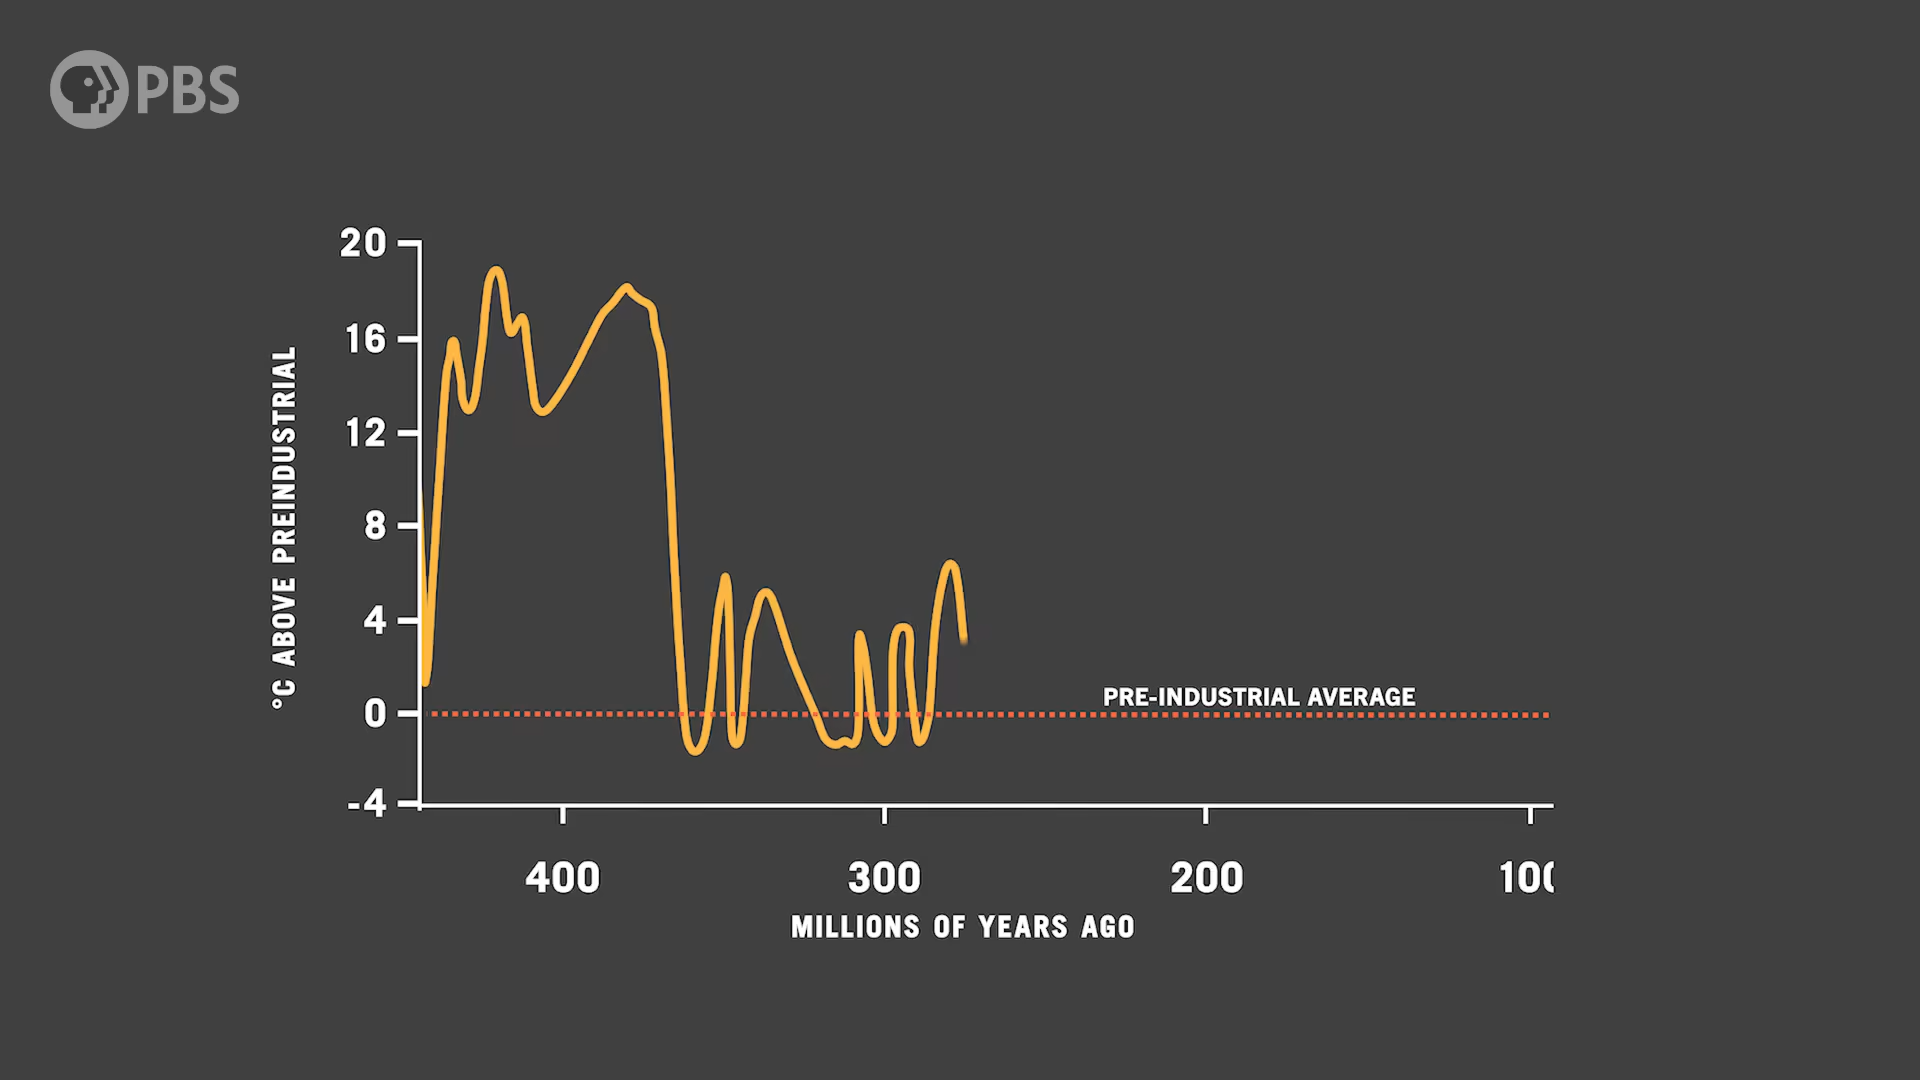 PBS
20
16
12
8
4
0
-4
°C ABOVE PREINDUSTRIAL
PRE-INDUSTRIAL AVERAGE
400 300 200 100
MILLIONS OF YEARS AGO